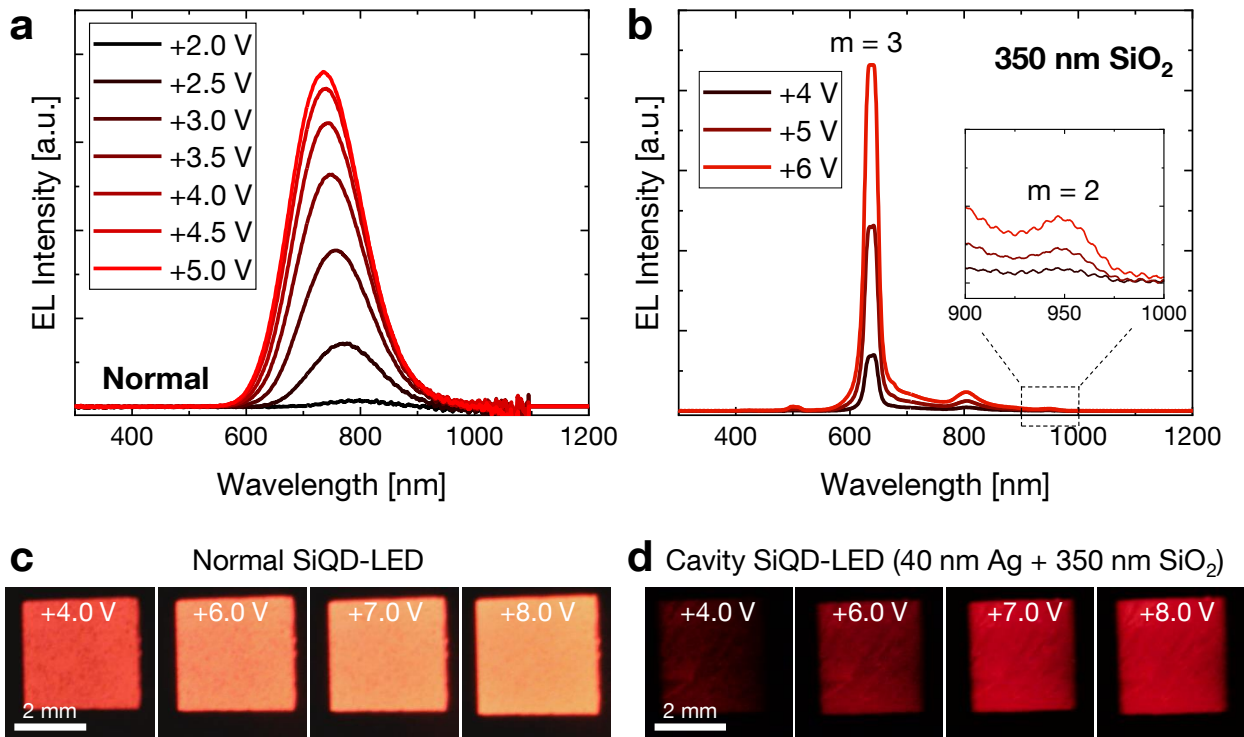 a
+2.0 V
+2.5 V
+3.0 V
+3.5 V
+4.0 V
+4.5 V
+5.0 V
Normal
EL Intensity [a.u.]
400 600 800 1000 1200
Wavelength [nm]
b
m = 3
350 nm SiO₂
+4 V
+5 V
+6 V
m = 2
900 950 1000
EL Intensity [a.u.]
400 600 800 1000 1200
Wavelength [nm]
c
Normal SiQD-LED
+4.0 V +6.0 V +7.0 V +8.0 V
2 mm
d
Cavity SiQD-LED (40 nm Ag + 350 nm SiO₂)
+4.0 V +6.0 V +7.0 V +8.0 V
2 mm